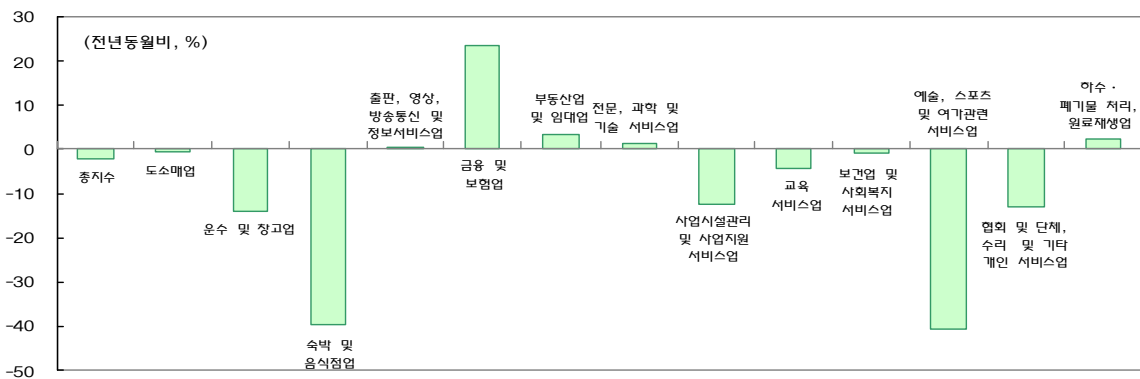 30
20
10
0
-10
-20
-30
-40
-50
(전년동월비, %)
총지수
도소매업
운수 및 창고업
숙박 및
음식점업
출판, 영상,
방송통신 및
정보서비스업
금융 및
보험업
부동산업
및 임대업
전문, 과학 및
기술 서비스업
사업시설관리
및 사업지원
서비스업
교육
서비스업
보건업 및
사회복지
서비스업
예술, 스포츠
및 여가관련
서비스업
협회 및 단체,
수리 및 기타
개인 서비스업
하수 ·
폐기물 처리,
원료재생업